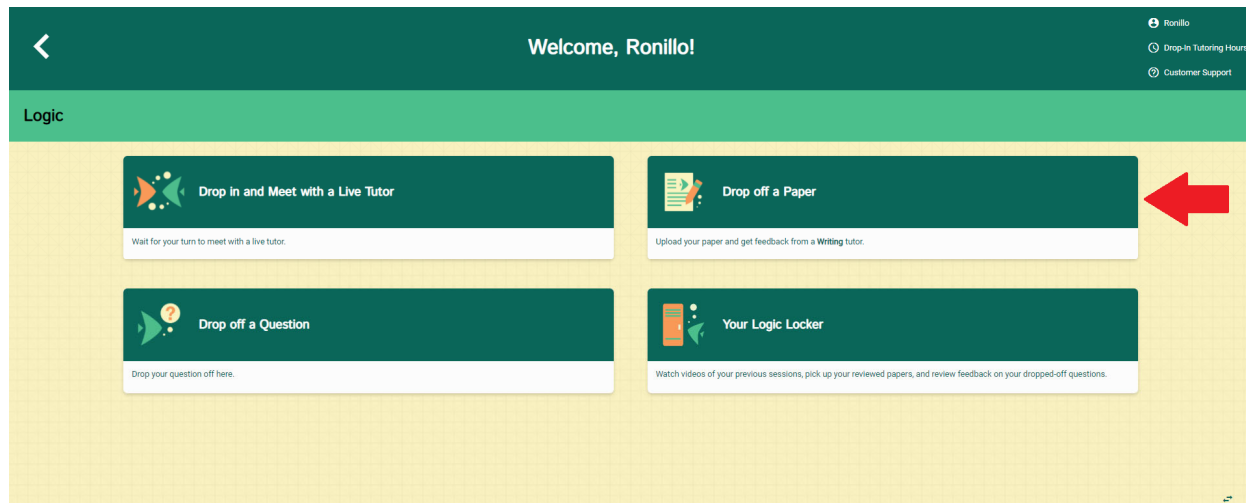 Welcome, Ronillo!
Ronillo
Drop-In Tutoring Hours
Customer Support
Logic
Drop in and Meet with a Live Tutor
Wait for your turn to meet with a live tutor.
Drop off a Paper
Upload your paper and get feedback from a Writing tutor.
?
Drop off a Question
Drop your question off here.
Your Logic Locker
Watch videos of your previous sessions, pick up your reviewed papers, and review feedback on your dropped-off questions.